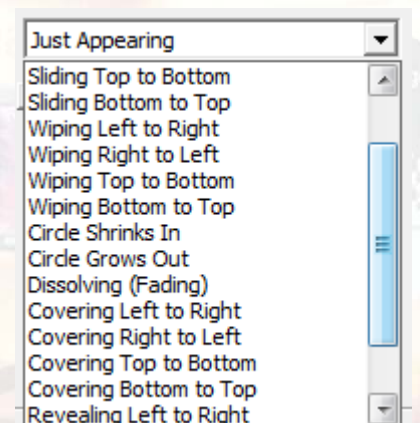 Just Appearing
Sliding Top to Bottom
Sliding Bottom to Top
Wiping Left to Right
Wiping Right to Left
Wiping Top to Bottom
Wiping Bottom to Top
Circle Shrinks In
Circle Grows Out
Dissolving (Fading)
Covering Left to Right
Covering Right to Left
Covering Top to Bottom
Covering Bottom to Top
Revealing Left to Right